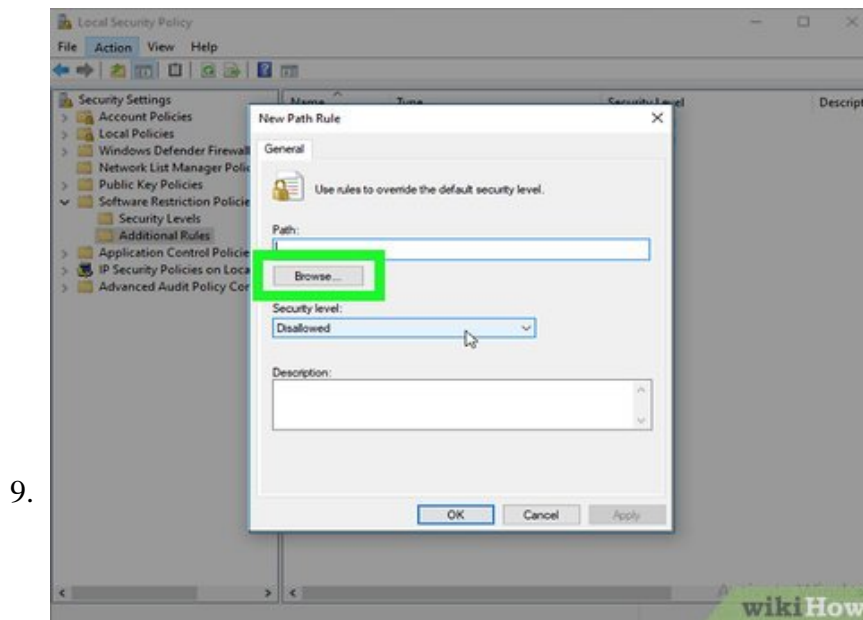 Local Security Policy
File Action View Help
Security Settings
Account Policies
Local Policies
Windows Defender Firewall
Network List Manager Polic
Public Key Policies
Software Restriction Policie
Security Levels
Additional Rules
Application Control Policie
IP Security Policies on Loca
Advanced Audit Policy Cor
Name Type Security Level Descript
New Path Rule
General
Use rules to override the default security level.
Path:
Browse...
Security level:
Disallowed
Description:
OK Cancel Apply
9.
wikiHow